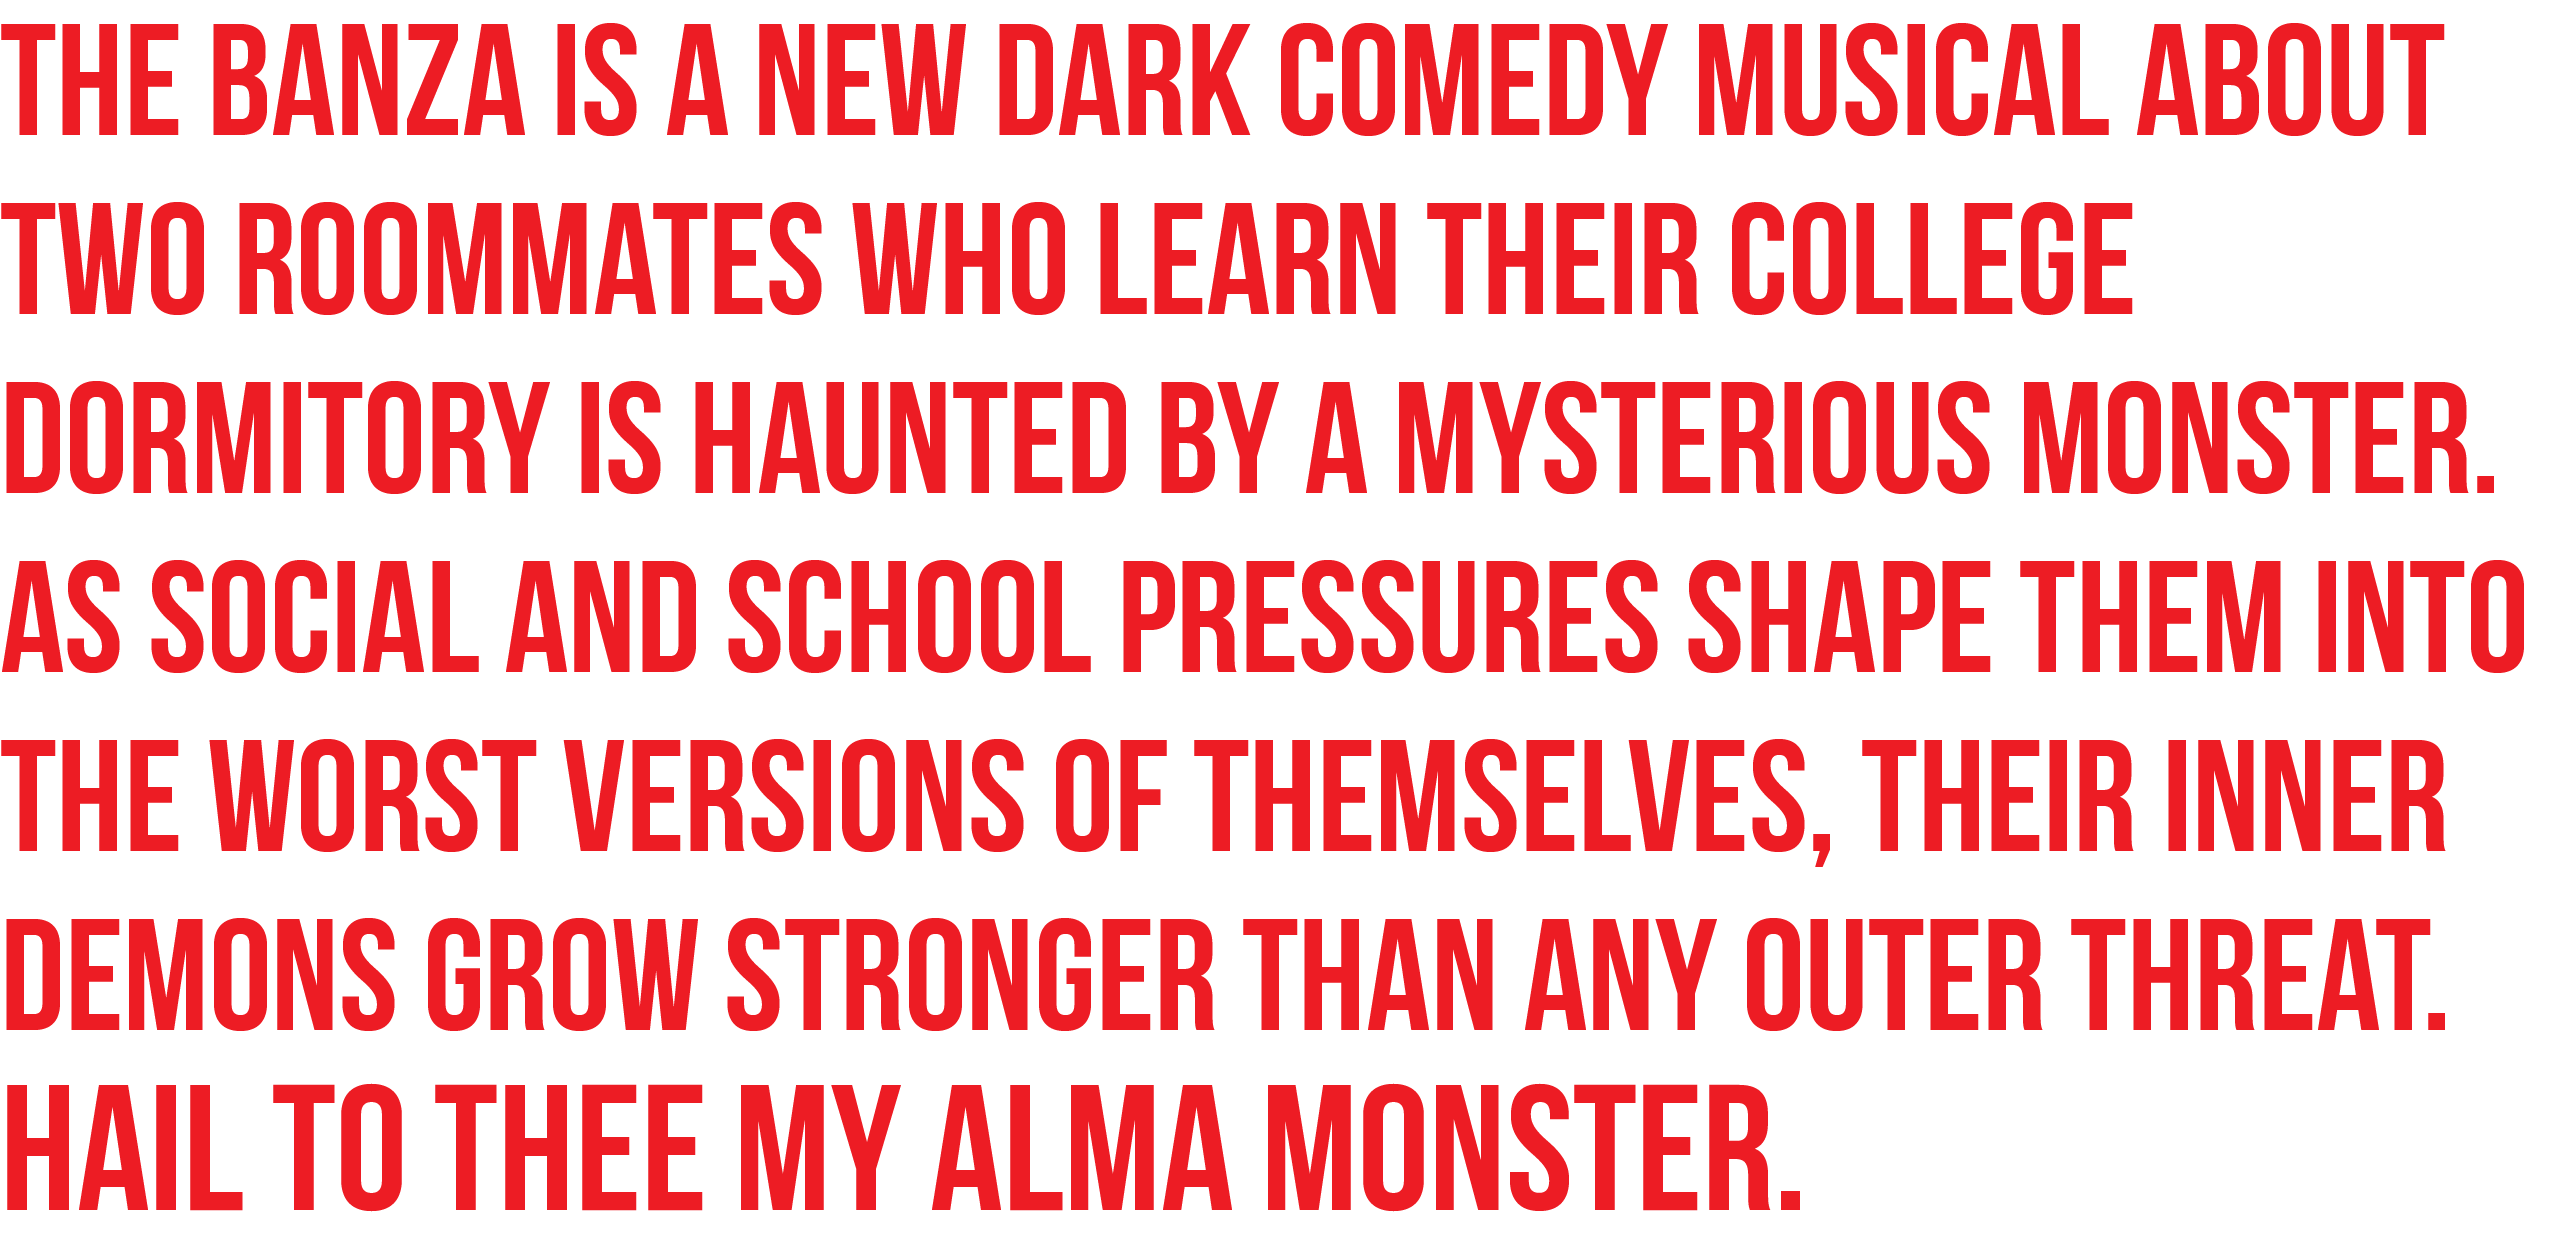 THE BANZA IS A NEW DARK COMEDY MUSICAL ABOUT
TWO ROOMMATES WHO LEARN THEIR COLLEGE
DORMITORY IS HAUNTED BY A MYSTERIOUS MONSTER.
AS SOCIAL AND SCHOOL PRESSURES SHAPE THEM INTO
THE WORST VERSIONS OF THEMSELVES, THEIR INNER
DEMONS GROW STRONGER THAN ANY OUTER THREAT.
HAIL TO THEE MY ALMA MONSTER.